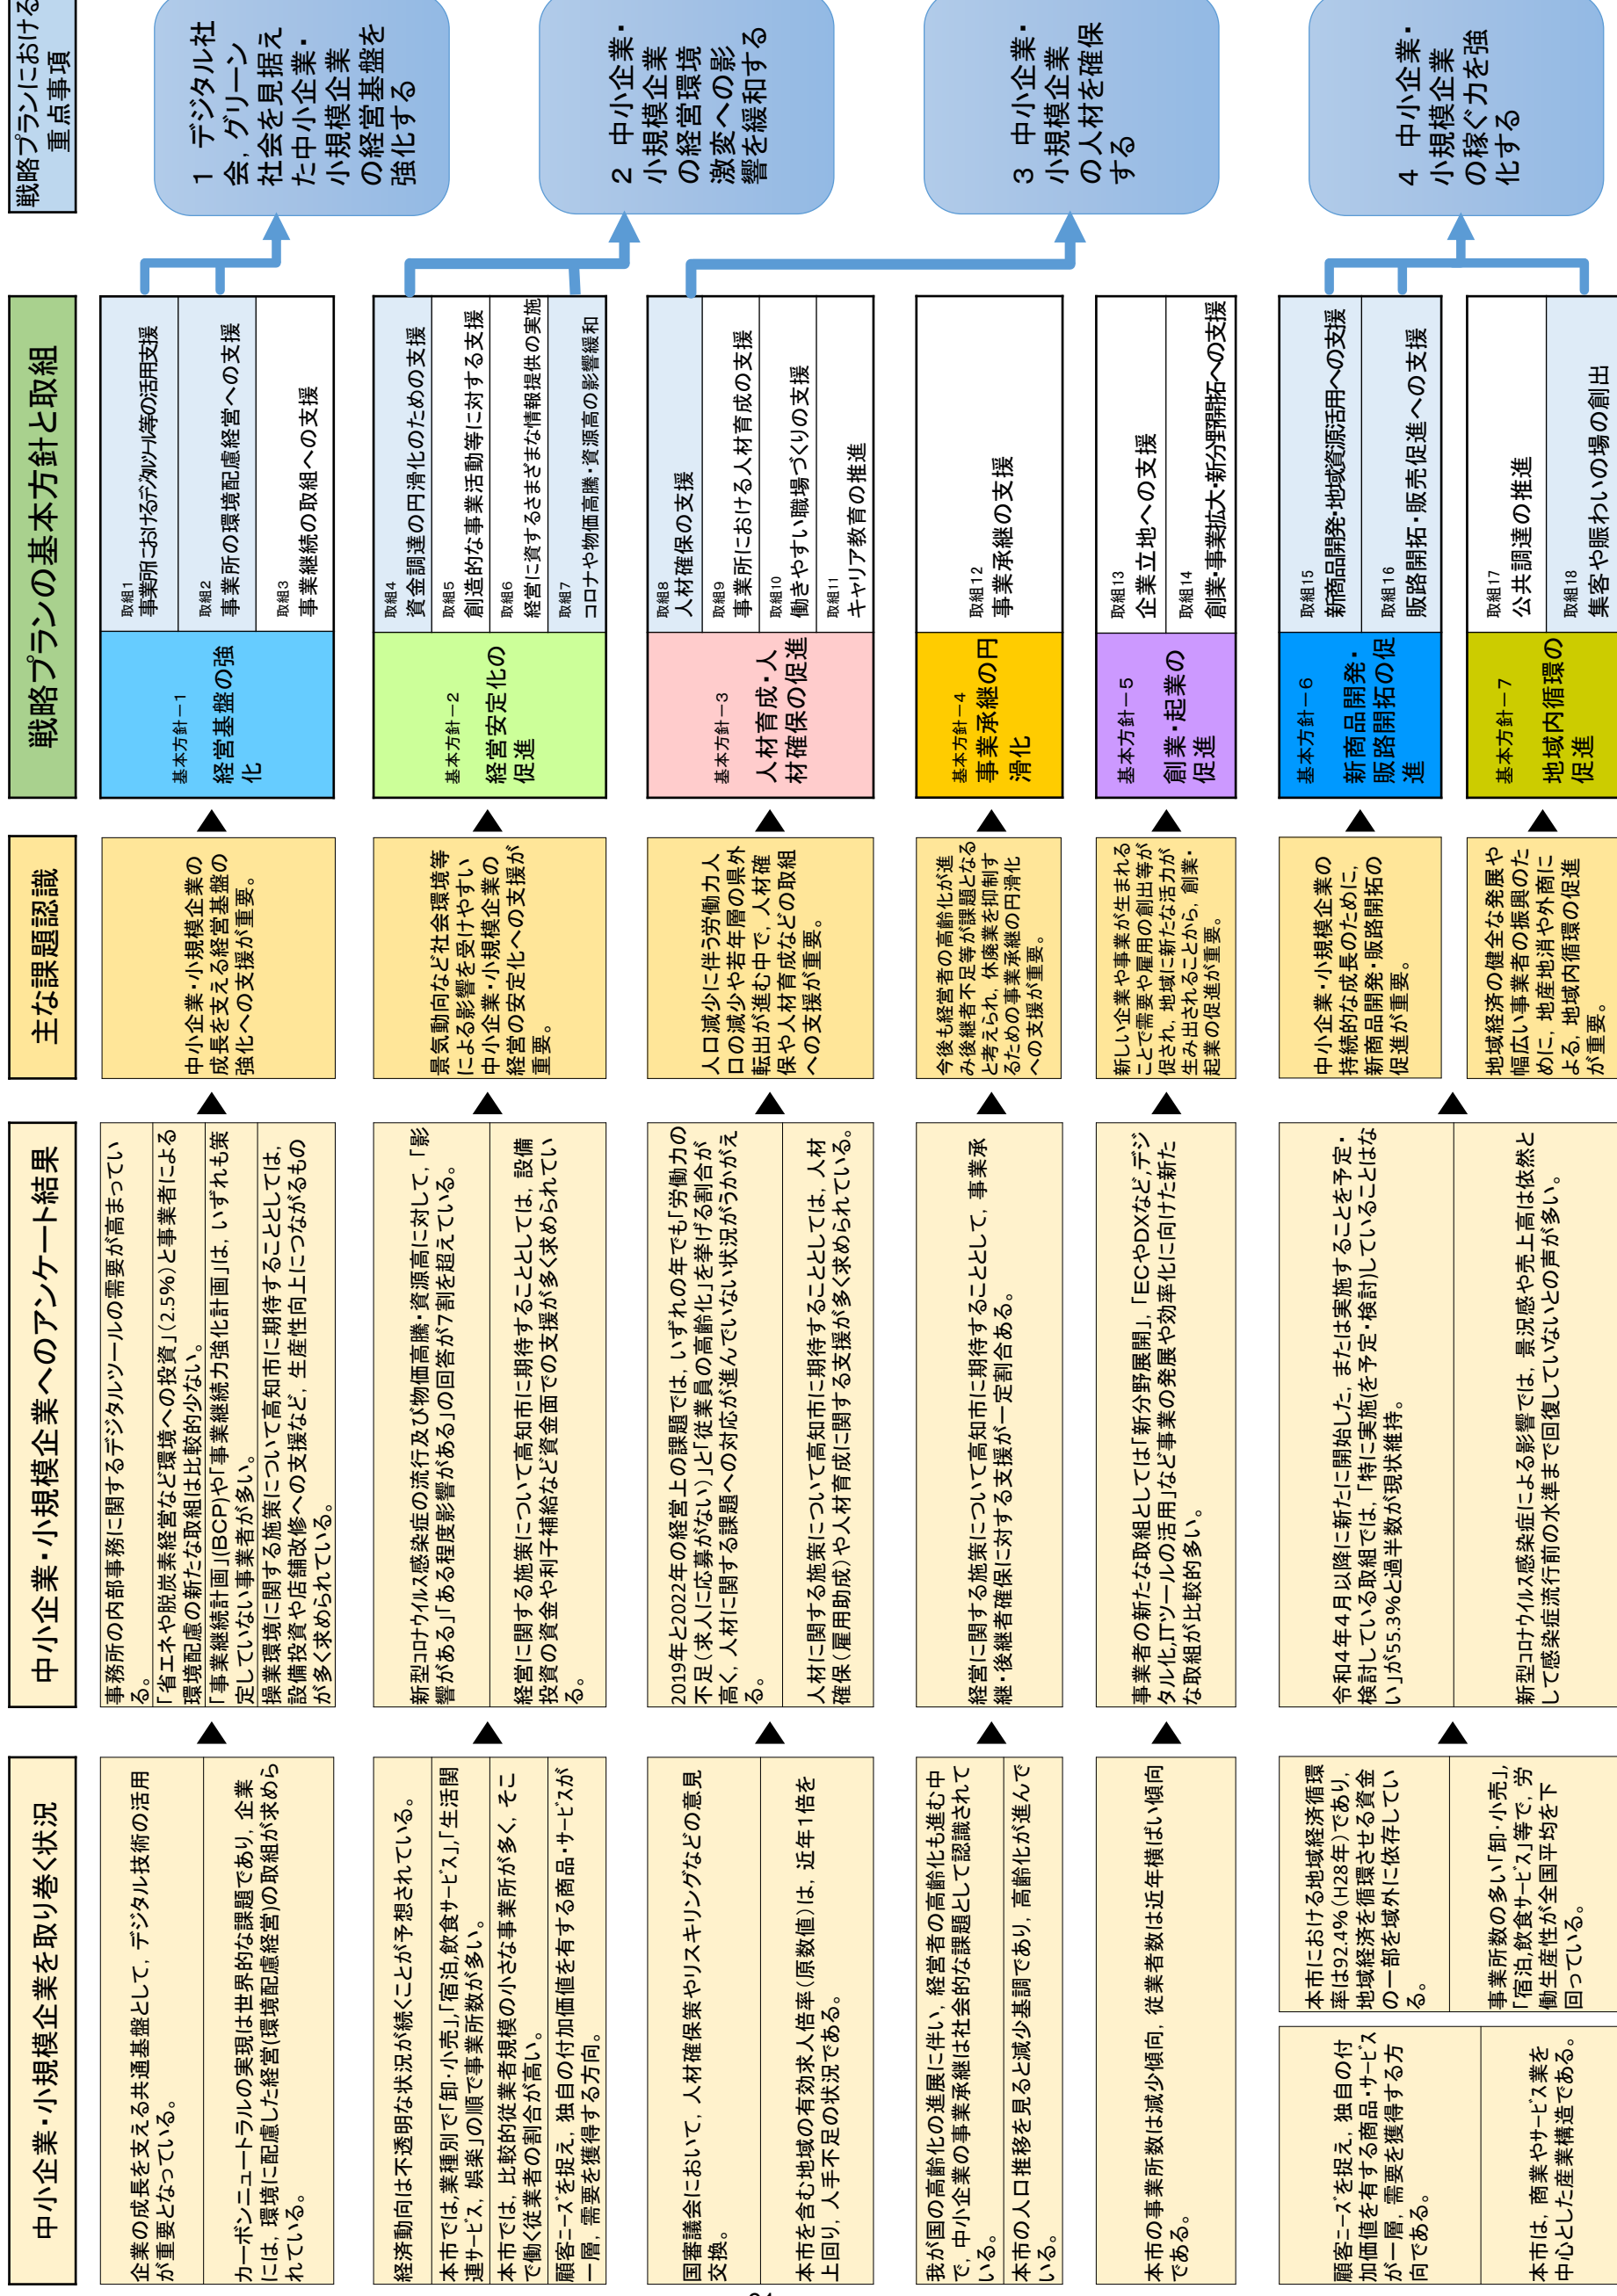 中小企業・小規模企業を取り巻く状況
中小企業・小規模企業へのアンケート結果
主な課題認識
戦略プランの基本方針と取組
戦略プランにおける
重点事項
企業の成長を支える共通基盤として，デジタル技術の活用
が重要となっている。
カーボンニュートラルの実現は世界的な課題であり，企業
には，環境に配慮した経営(環境配慮経営)の取組が求めら
れている。
事務所の内部事務に関するデジタルツールの需要が高まってい
る。
「省エネや脱炭素経営など環境への投資」（2.5%）と事業者による
環境配慮の新たな取組は比較的少ない。
「事業継続計画」(BCP)や「事業継続力強化計画」は，いずれも策
定していない事業者が多い。
操業環境に関する施策について高知市に期待することとしては，
設備投資や店舗改修への支援など，生産性向上につながるもの
が多く求められている。
中小企業・小規模企業の
成長を支える経営基盤の
強化への支援が重要。
基本方針－1
経営基盤の強
化
取組1
事業所におけるデジタルツール等の活用支援
取組2
事業所の環境配慮経営への支援
取組3
事業継続の取組への支援
1　デジタル社
会，グリーン
社会を見据え
た中小企業・
小規模企業
の経営基盤を
強化する
経済動向は不透明な状況が続くことが予想されている。
本市では,業種別で「卸・小売」,「宿泊,飲食サービス」,「生活関
連サービス，娯楽」の順で事業所数が多い。
本市では，比較的従業者規模の小さな事業所が多く，そこ
で働く従業者の割合が高い。
顧客ニーズを捉え，独自の付加価値を有する商品・サービスが
一層，需要を獲得する方向。
新型コロナウイルス感染症の流行及び物価高騰・資源高に対して，「影
響がある」「ある程度影響がある」の回答が7割を超えている。
経営に関する施策について高知市に期待することとしては，設備
投資の資金や利子補給など資金面での支援が多く求められてい
る。
景気動向など社会環境等
による影響を受けやすい
中小企業・小規模企業の
経営の安定化への支援が
重要。
基本方針－2
経営安定化の
促進
取組4
資金調達の円滑化のための支援
取組5
創造的な事業活動等に対する支援
取組6
経営に資するさまざまな情報提供の実施
取組7
コロナや物価高騰・資源高の影響緩和
2　中小企業・
小規模企業
の経営環境
激変への影
響を緩和する
国審議会において，人材確保策やリスキリングなどの意見
交換。
本市を含む地域の有効求人倍率（原数値）は，近年1倍を
上回り，人手不足の状況である。
2019年と2022年の経営上の課題では，いずれの年でも「労働力の
不足（求人に応募がない）」と「従業員の高齢化」を挙げる割合が
高く，人材に関する課題への対応が進んでいない状況がうかがえ
る。
人材に関する施策について高知市に期待することとしては，人材
確保（雇用助成）や人材育成に関する支援が多く求められている。
人口減少に伴う労働力人
口の減少や若年層の県外
転出が進む中で，人材確
保や人材育成などの取組
への支援が重要。
基本方針－3
人材育成・人
材確保の促進
取組8
人材確保の支援
取組9
事業所における人材育成の支援
取組10
働きやすい職場づくりの支援
取組11
キャリア教育の推進
3　中小企業・
小規模企業
の人材を確保
する
我が国の高齢化の進展に伴い，経営者の高齢化も進む中
で，中小企業の事業承継は社会的な課題として認識されて
いる。
本市の人口推移を見ると減少基調であり，高齢化が進んで
いる。
経営に関する施策について高知市に期待することとして，事業承
継・後継者確保に対する支援が一定割合ある。
今後も経営者の高齢化が進
み後継者不足等が課題となる
と考えられ，休廃業を抑制す
るための事業承継の円滑化
への支援が重要。
基本方針－4
事業承継の円
滑化
取組12
事業承継の支援
本市の事業所数は減少傾向，従業者数は近年横ばい傾向
である。
事業者の新たな取組としては「新分野展開」，「ECやDXなど,デジ
タル化,ITツールの活用」など事業の発展や効率化に向けた新た
な取組が比較的多い。
新しい企業や事業が生まれる
ことで需要や雇用の創出等が
促され，地域に新たな活力が
生み出されることから，創業・
起業の促進が重要。
基本方針－5
創業・起業の
促進
取組13
企業立地への支援
取組14
創業・事業拡大・新分野開拓への支援
顧客ニーズを捉え，独自の付
加価値を有する商品・サービス
が一層，需要を獲得する方
向である。
本市は，商業やサービス業を
中心とした産業構造である。
本市における地域経済循環
率は92.4%（H28年）であり，
地域経済を循環させる資金
の一部を域外に依存してい
る。
事業所数の多い「卸・小売」，
「宿泊,飲食サービス」等で，労
働生産性が全国平均を下
回っている。
令和4年4月以降に新たに開始した，または実施することを予定・
検討している取組では，「特に実施(を予定・検討)していることはな
い」が55.3%と過半数が現状維持。
新型コロナウイルス感染症による影響では，景況感や売上高は依然と
して感染症流行前の水準まで回復していないとの声が多い。
中小企業・小規模企業の
持続的な成長のために，
新商品開発・販路開拓の
促進が重要。
地域経済の健全な発展や
幅広い事業者の振興のた
めに，地産地消や外商に
よる，地域内循環の促進
が重要。
基本方針－6
新商品開発・
販路開拓の促
進
取組15
新商品開発・地域資源活用への支援
取組16
販路開拓・販売促進への支援
基本方針－7
地域内循環の
促進
取組17
公共調達の推進
取組18
集客や賑わいの場の創出
4　中小企業・
小規模企業
の稼ぐ力を強
化する